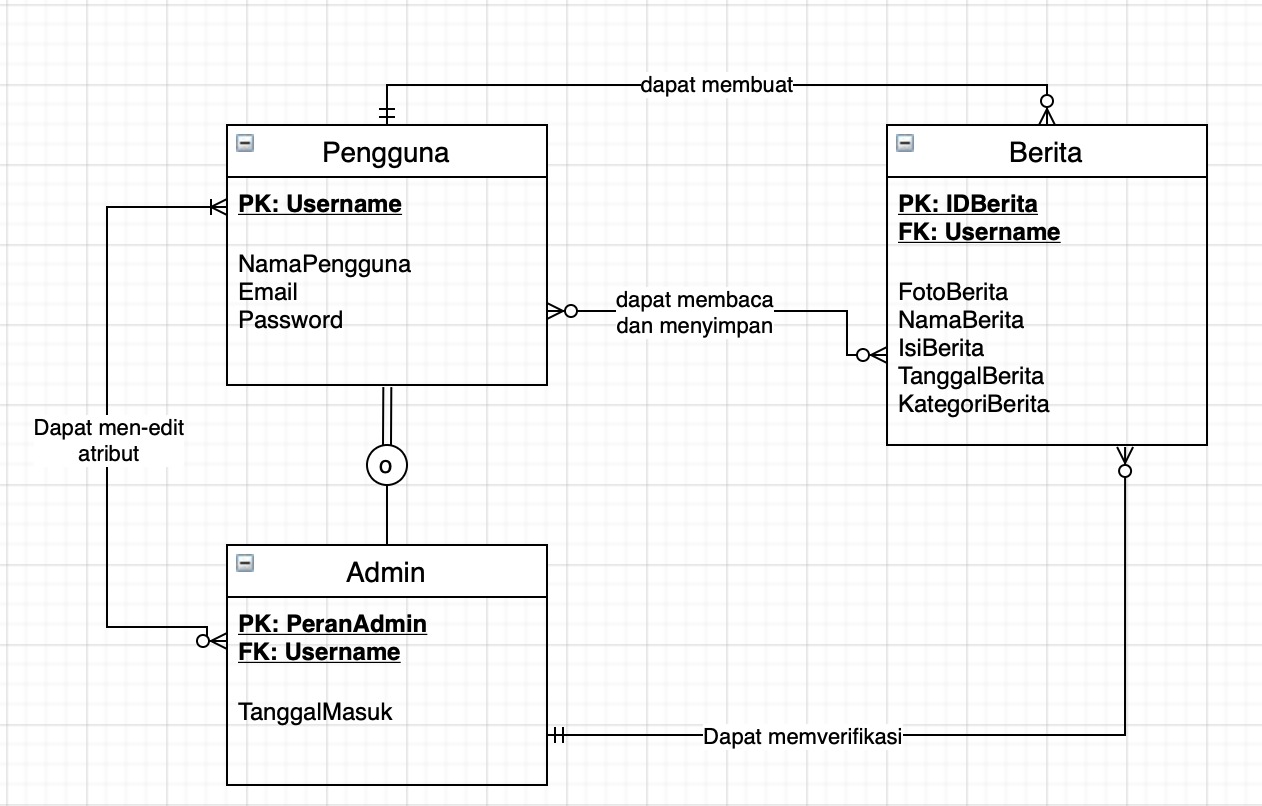 dapat membuat
Pengguna
PK: Username
NamaPengguna
Email
Password
Berita
PK: IDBerita
FK: Username
FotoBerita
NamaBerita
IsiBerita
TanggalBerita
KategoriBerita
dapat membaca
dan menyimpan
Dapat men-edit
atribut
o
Admin
PK: PeranAdmin
FK: Username
TanggalMasuk
Dapat memverifikasi